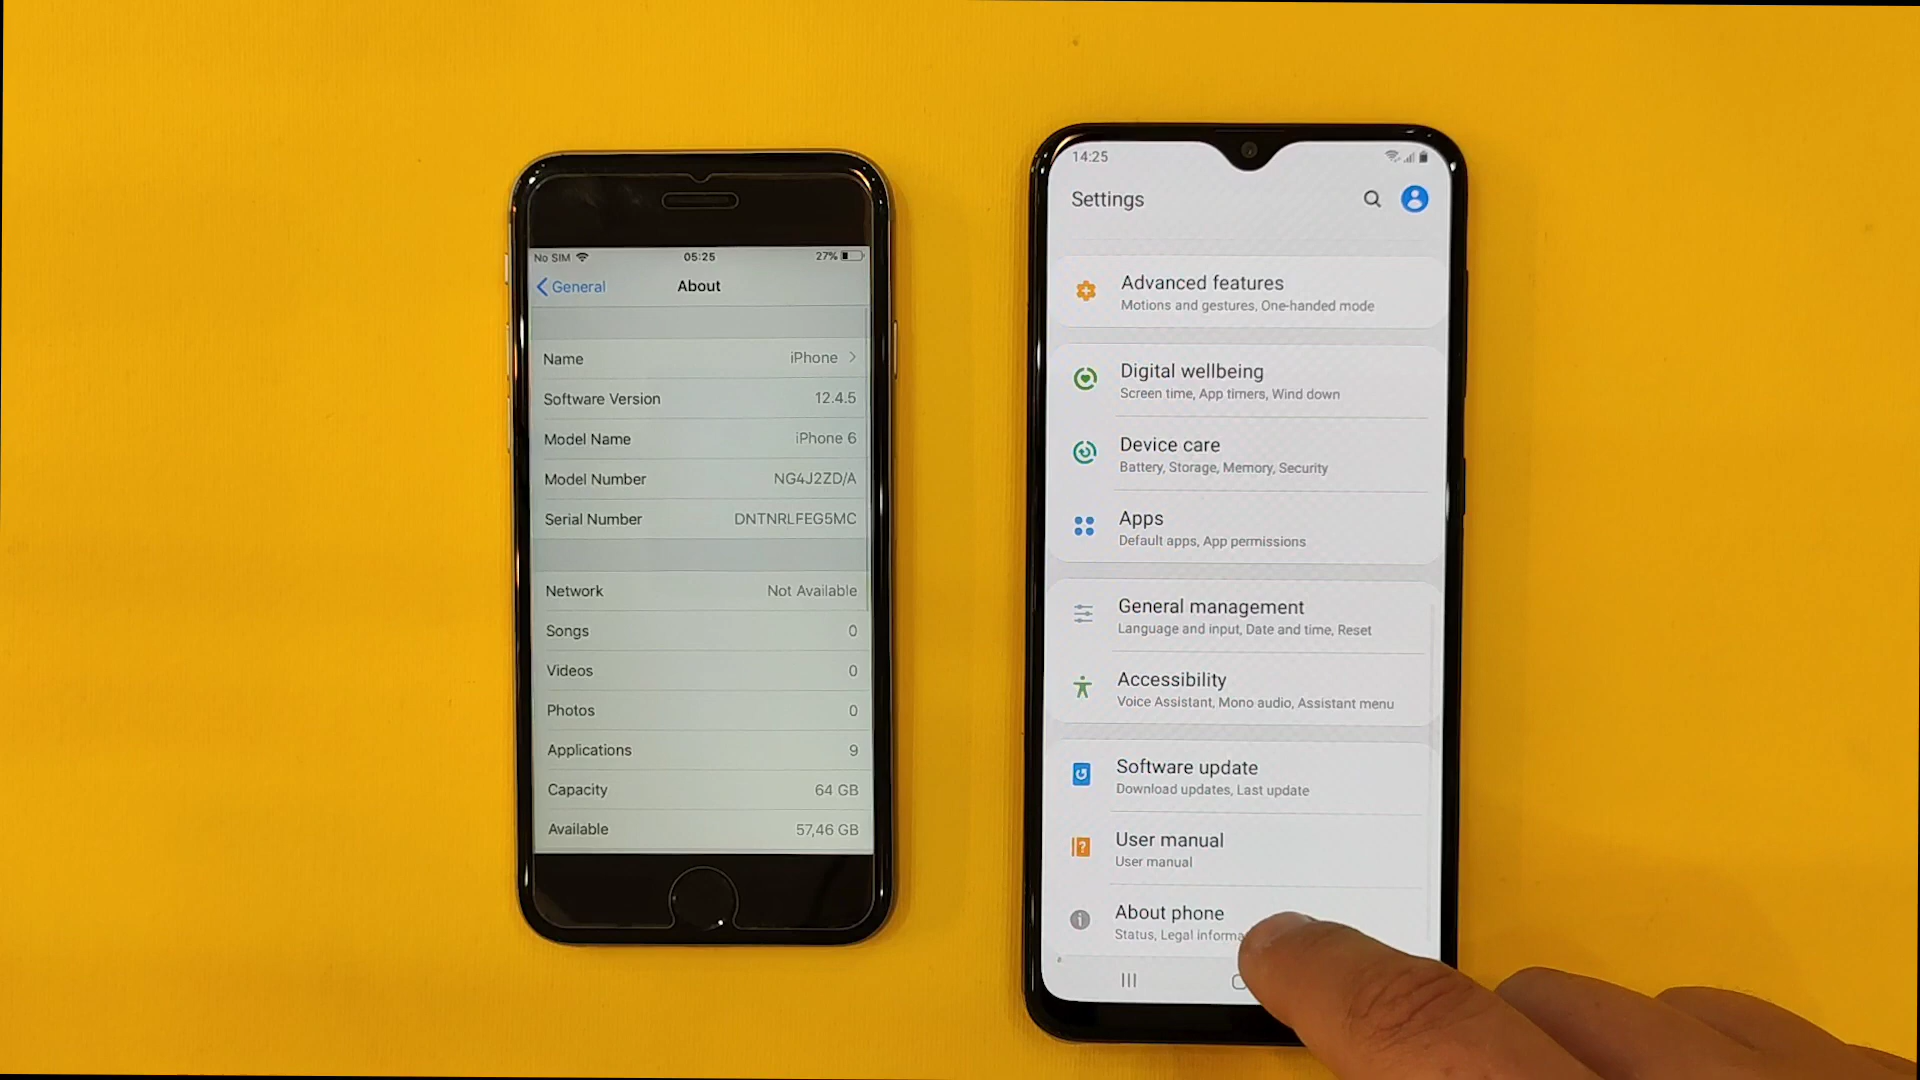 No SIM 05:25 27%
General About
Name iPhone
Software Version 12.4.5
Model Name iPhone 6
Model Number NG4J2ZD/A
Serial Number DNTNRLFEG5MC
Network Not Available
Songs 0
Videos 0
Photos 0
Applications 9
Capacity 64 GB
Available 57,46 GB
14:25
Settings
Advanced features
Motions and gestures, One-handed mode
Digital wellbeing
Screen time, App timers, Wind down
Device care
Battery, Storage, Memory, Security
Apps
Default apps, App permissions
General management
Language and input, Date and time, Reset
Accessibility
Voice Assistant, Mono audio, Assistant menu
Software update
Download updates, Last update
User manual
User manual
About phone
Status, Legal informa